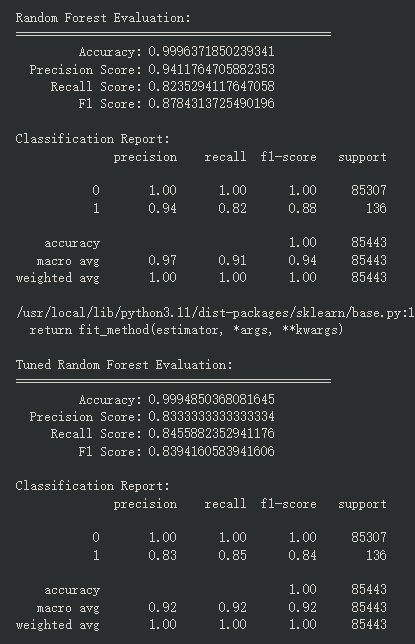 Random Forest Evaluation:
Accuracy: 0.9996371850239341
Precision Score: 0.9411764705882353
Recall Score: 0.8235294117647058
F1 Score: 0.8784313725490196
Classification Report:
precision recall f1-score support
0 1.00 1.00 1.00 85307
1 0.94 0.82 0.88 136
accuracy 1.00 85443
macro avg 0.97 0.91 0.94 85443
weighted avg 1.00 1.00 1.00 85443
/usr/local/lib/python3.11/dist-packages/sklearn/base.py:1
return fit_method(estimator, *args, **kwargs)
Tuned Random Forest Evaluation:
Accuracy: 0.9994850368081645
Precision Score: 0.8333333333333334
Recall Score: 0.8455882352941176
F1 Score: 0.8394160583941606
Classification Report:
precision recall f1-score support
0 1.00 1.00 1.00 85307
1 0.83 0.85 0.84 136
accuracy 1.00 85443
macro avg 0.92 0.92 0.92 85443
weighted avg 1.00 1.00 1.00 85443